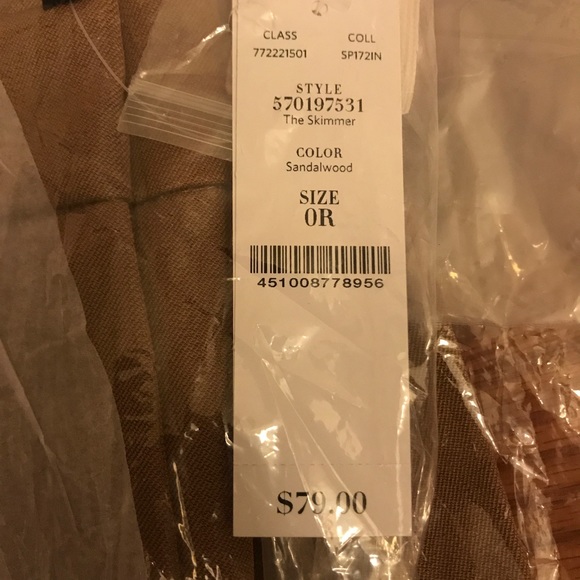 CLASS COLL
772221501 SP172IN
STYLE
570197531
The Skimmer
COLOR
Sandalwood
SIZE
0R
451008778956
$79.00